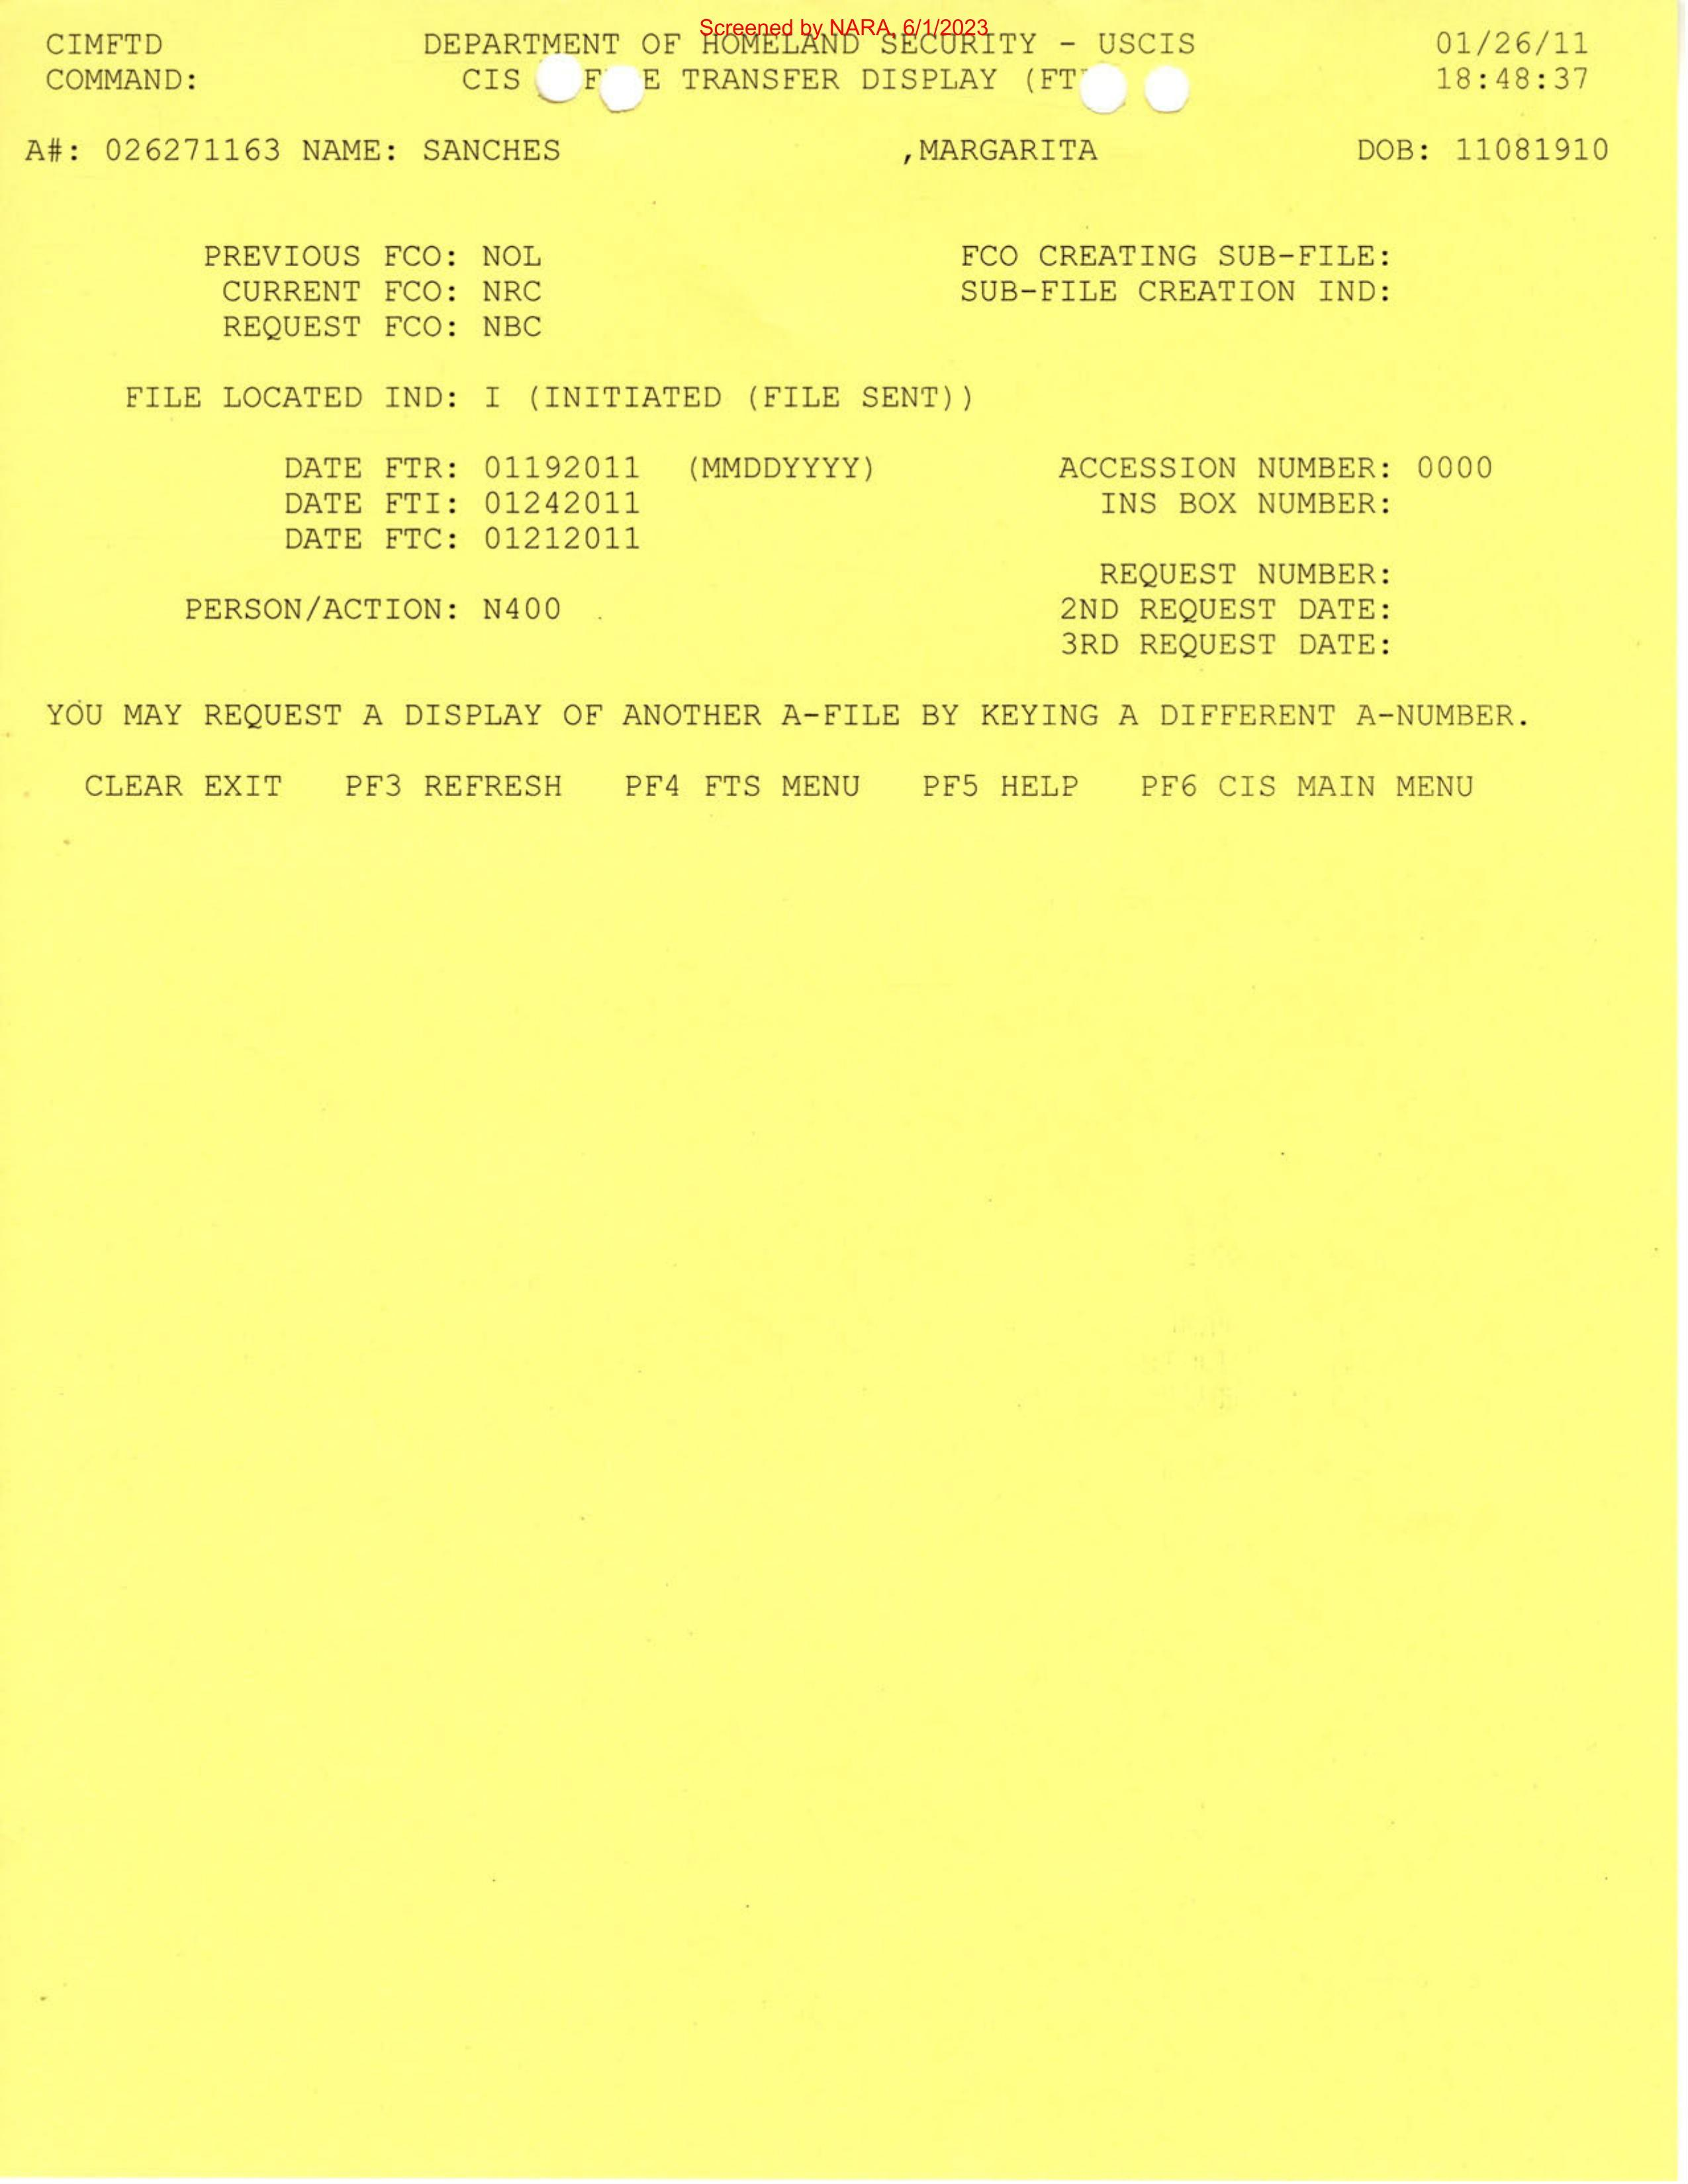 Screened by NARA, 6/1/2023
CIMFTD DEPARTMENT OF HOMELAND SECURITY - USCIS 01/26/11
COMMAND: CIS TRANSFER DISPLAY 18:48:37
A#: 026271163 NAME: SANCHES ,MARGARITA DOB: 11081910
PREVIOUS FCO: NOL FCO CREATING SUB-FILE:
CURRENT FCO: NRC SUB-FILE CREATION IND:
REQUEST FCO: NBC
FILE LOCATED IND: I (INITIATED (FILE SENT))
DATE FTR: 01192011 (MMDDYYYY) ACCESSION NUMBER: 0000
DATE FTI: 01242011 INS BOX NUMBER:
DATE FTC: 01212011
REQUEST NUMBER:
PERSON/ACTION: N400 2ND REQUEST DATE:
3RD REQUEST DATE:
YOU MAY REQUEST A DISPLAY OF ANOTHER A-FILE BY KEYING A DIFFERENT A-NUMBER.
CLEAR EXIT PF3 REFRESH PF4 FTS MENU PF5 HELP PF6 CIS MAIN MENU